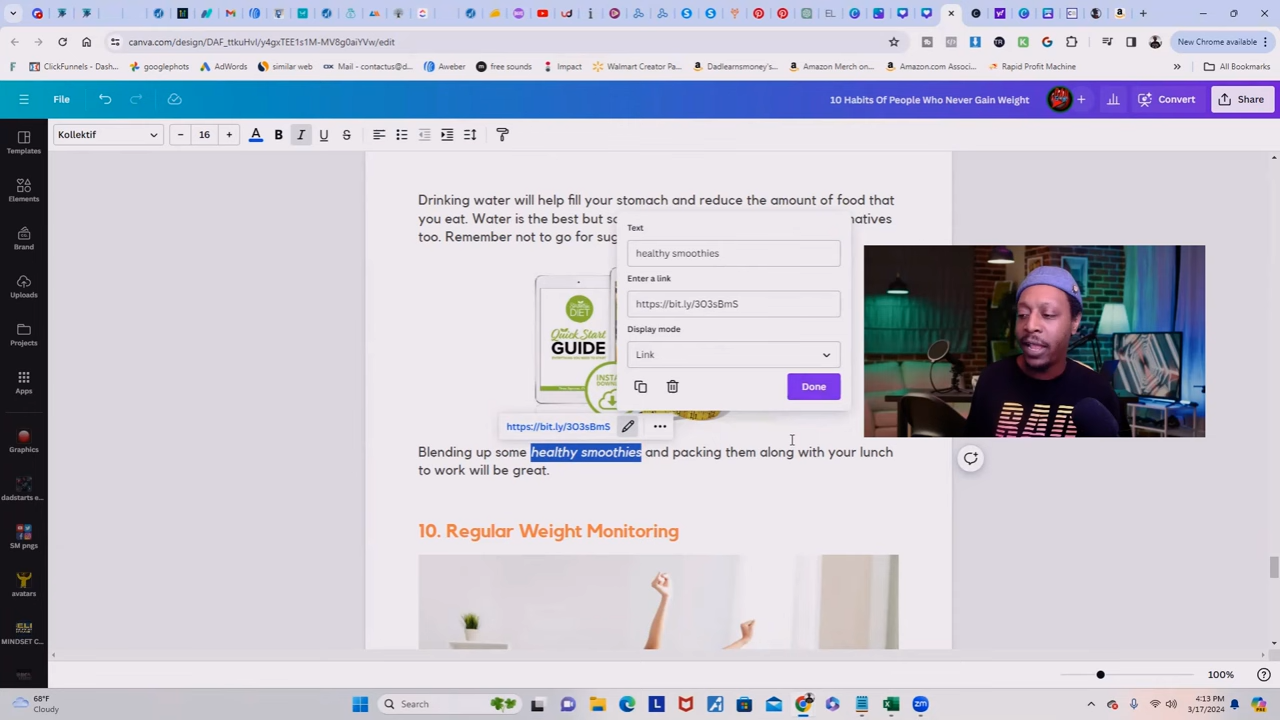 canva.com/design/DAF_ttkuHvI/y4gxTEE1s1M-MV8g0aiYVw/edit
New Chrome available
ClickFunnels - Dash...
googlephots
AdWords
similar web
Mail - contactus@d...
Aweber
free sounds
Impact
Walmart Creator Pa...
Dadlearnsmoney's...
Amazon Merch on...
Amazon.com Associ...
Rapid Profit Machine
»
All Bookmarks
File
10 Habits Of People Who Never Gain Weight
Convert
Share
Kollektif
16
A
B
I
U
S
Templates
Elements
Brand
Uploads
Projects
Apps
Graphics
dadstarts e...
SM pngs
avatars
MINDSET C...
Drinking water will help fill your stomach and reduce the amount of food that
you eat. Water is the best but so
natives
too. Remember not to go for sug
Text
healthy smoothies
Enter a link
https://bit.ly/3O3sBmS
Display mode
Link
Done
DIET
Quick Start
GUIDE
https://bit.ly/3O3sBmS
Blending up some healthy smoothies and packing them along with your lunch
to work will be great.
10. Regular Weight Monitoring
100%
68°F
Cloudy
Search
4:13 PM
3/17/2024